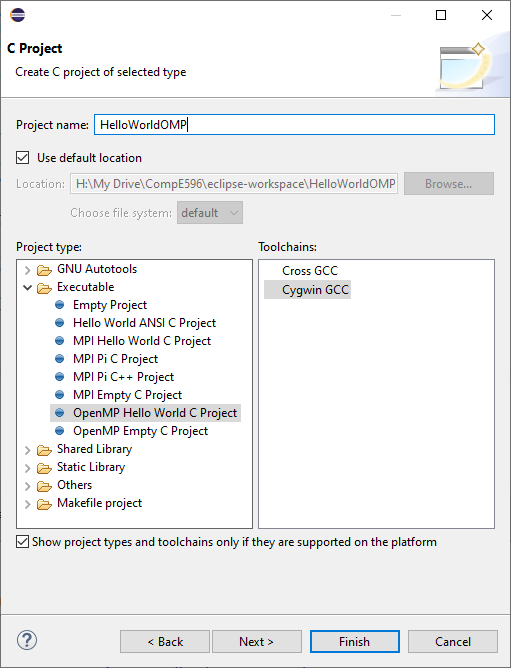 C Project
Create C project of selected type
Project name: HelloWorldOMP
Use default location
Location: H:\My Drive\CompE596\eclipse-workspace\HelloWorldOMP Browse...
Choose file system: default
Project type: Toolchains:
GNU Autotools Cross GCC
Executable Cygwin GCC
Empty Project
Hello World ANSI C Project
MPI Hello World C Project
MPI Pi C Project
MPI Pi C++ Project
MPI Empty C Project
OpenMP Hello World C Project
OpenMP Empty C Project
Shared Library
Static Library
Others
Makefile project
Show project types and toolchains only if they are supported on the platform
? < Back Next > Finish Cancel